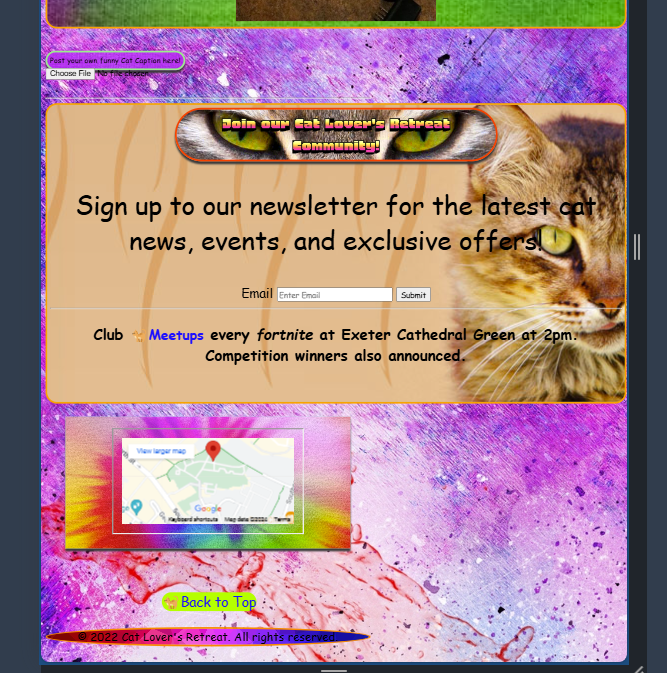 Post your own funny Cat Caption here!
Choose File No file chosen
Join our Cat Lover's Retreat
Community!
Sign up to our newsletter for the latest cat
news, events, and exclusive offers!
Email Enter Email Submit
Club Meetups every fortnite at Exeter Cathedral Green at 2pm.
Competition winners also announced.
View larger map
Google
Keyboard shortcuts Map data ©2024 Terms
Back to Top
© 2022 Cat Lover's Retreat. All rights reserved.